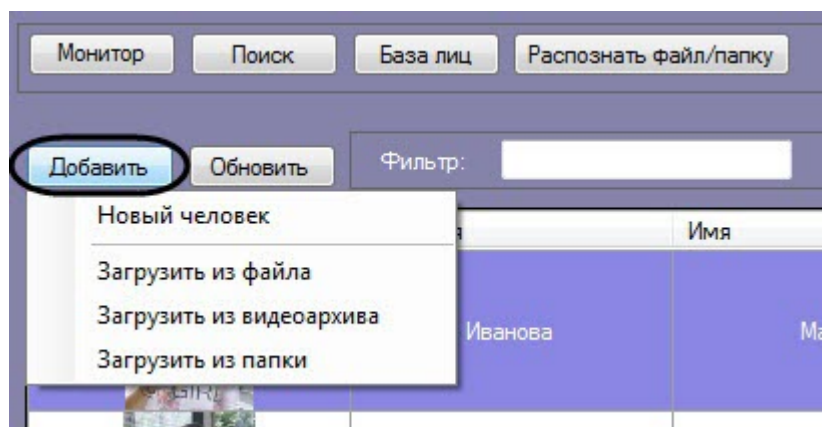 Монитор Поиск База лиц Распознать файл/папку
Добавить Обновить Фильтр:
Новый человек
Имя
Загрузить из файла
Загрузить из видеоархива
Иванова
Загрузить из папки
GIRL